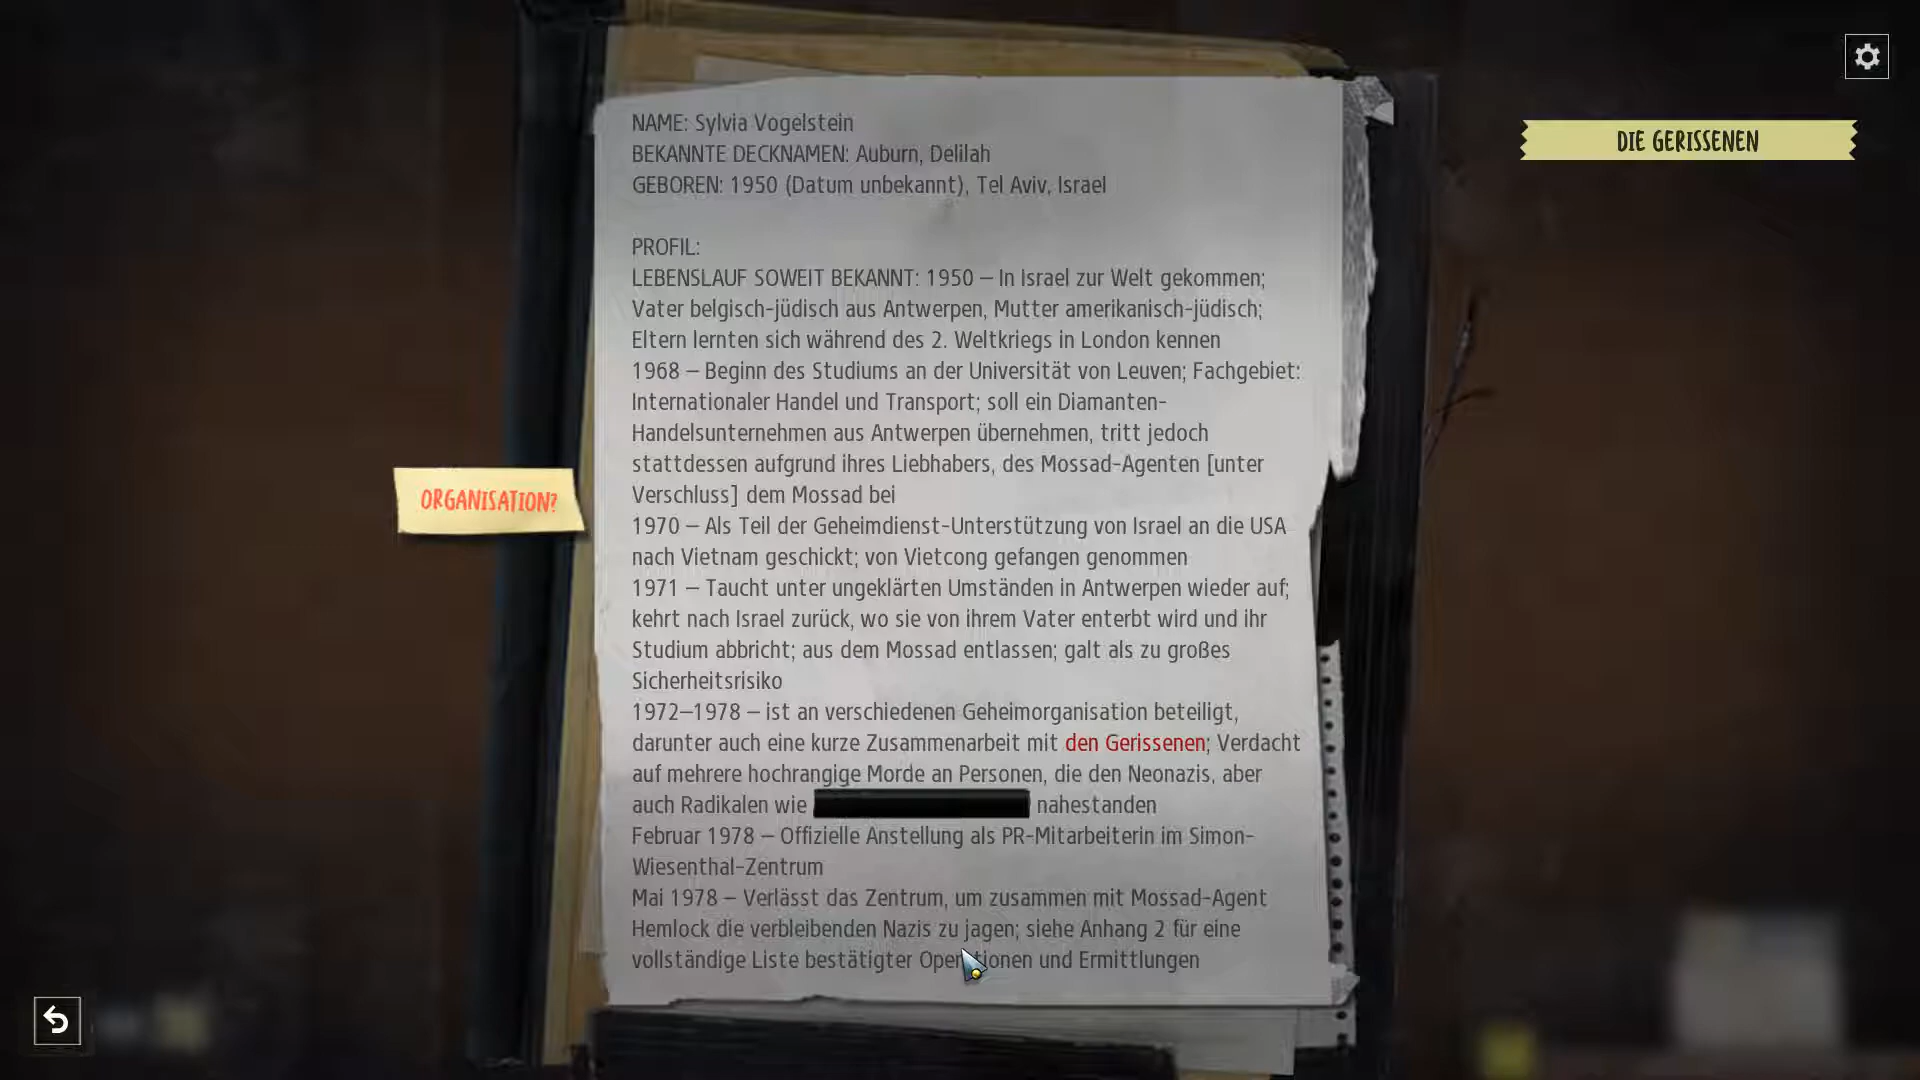 DIE GERISSENEN
NAME: Sylvia Vogelstein
BEKANNTE DECKNAMEN: Auburn, Delilah
GEBOREN: 1950 (Datum unbekannt), Tel Aviv, Israel
PROFIL:
LEBENSLAUF SOWEIT BEKANNT: 1950 – In Israel zur Welt gekommen;
Vater belgisch-jüdisch aus Antwerpen, Mutter amerikanisch-jüdisch;
Eltern lernten sich während des 2. Weltkriegs in London kennen
1968 – Beginn des Studiums an der Universität von Leuven; Fachgebiet:
Internationaler Handel und Transport; soll ein Diamanten-
Handelsunternehmen aus Antwerpen übernehmen, tritt jedoch
stattdessen aufgrund ihres Liebhabers, des Mossad-Agenten [unter
Verschluss] dem Mossad bei
ORGANISATION?
1970 – Als Teil der Geheimdienst-Unterstützung von Israel an die USA
nach Vietnam geschickt; von Vietcong gefangen genommen
1971 – Taucht unter ungeklärten Umständen in Antwerpen wieder auf;
kehrt nach Israel zurück, wo sie von ihrem Vater enterbt wird und ihr
Studium abbricht; aus dem Mossad entlassen; galt als zu großes
Sicherheitsrisiko
1972–1978 – ist an verschiedenen Geheimorganisation beteiligt,
darunter auch eine kurze Zusammenarbeit mit den Gerissenen; Verdacht
auf mehrere hochrangige Morde an Personen, die den Neonazis, aber
auch Radikalen wie nahestanden
Februar 1978 – Offizielle Anstellung als PR-Mitarbeiterin im Simon-
Wiesenthal-Zentrum
Mai 1978 – Verlässt das Zentrum, um zusammen mit Mossad-Agent
Hemlock die verbleibenden Nazis zu jagen; siehe Anhang 2 für eine
vollständige Liste bestätigter Operationen und Ermittlungen